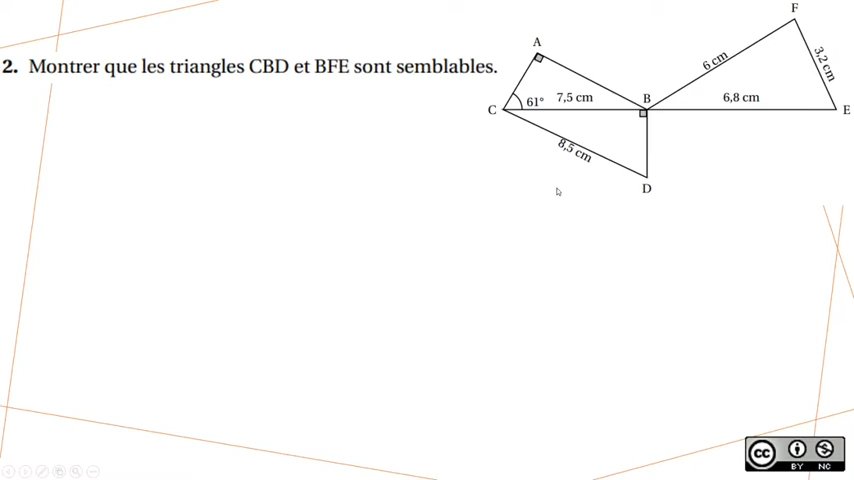 2. Montrer que les triangles CBD et BFE sont semblables.
F
A
6 cm
3,2 cm
61°
7,5 cm
B
6,8 cm
C
E
8,5 cm
D
cc
BY NC